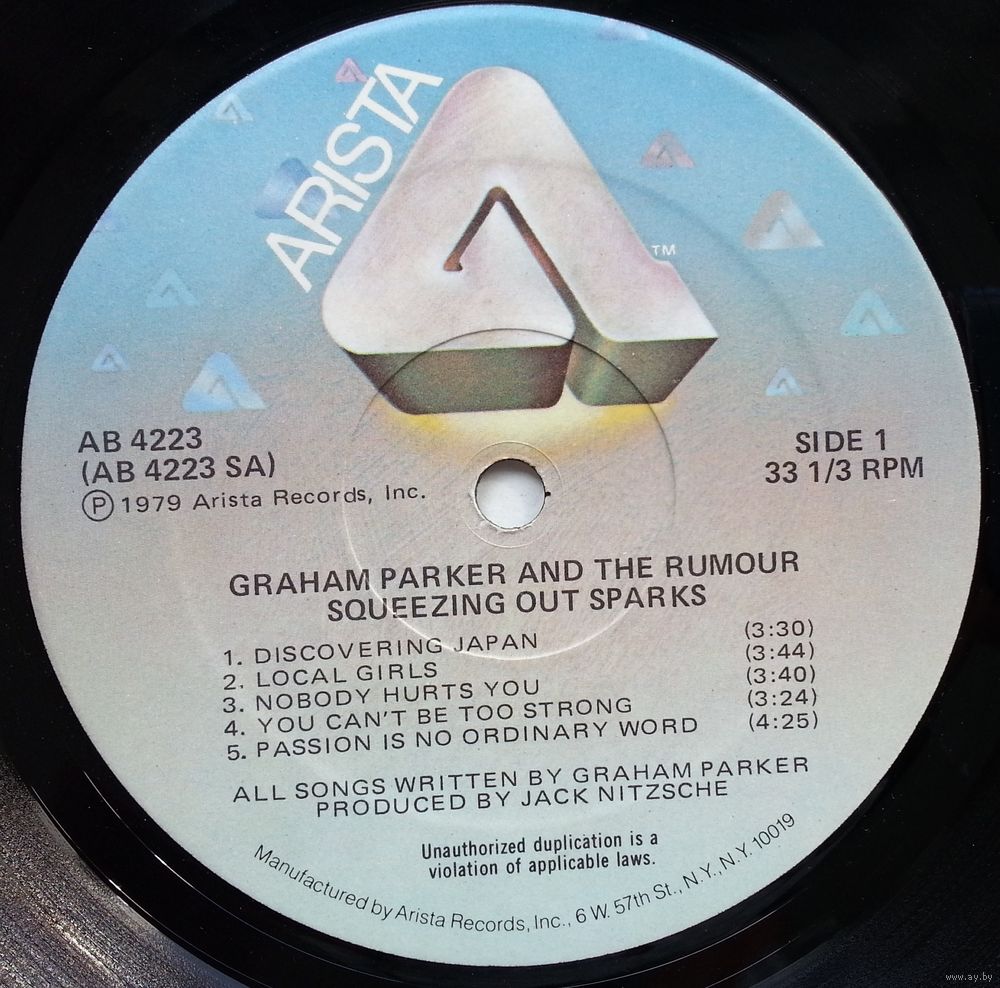 ARISTA
TM
AB 4223
(AB 4223 SA)
Ⓟ 1979 Arista Records, Inc.
SIDE 1
33 1/3 RPM
GRAHAM PARKER AND THE RUMOUR
SQUEEZING OUT SPARKS
1. DISCOVERING JAPAN (3:30)
2. LOCAL GIRLS (3:44)
3. NOBODY HURTS YOU (3:40)
4. YOU CAN'T BE TOO STRONG (3:24)
5. PASSION IS NO ORDINARY WORD (4:25)
ALL SONGS WRITTEN BY GRAHAM PARKER
PRODUCED BY JACK NITZSCHE
Unauthorized duplication is a
violation of applicable laws.
Manufactured by Arista Records, Inc., 6 W. 57th St., N.Y., N.Y. 10019
www.ay.by